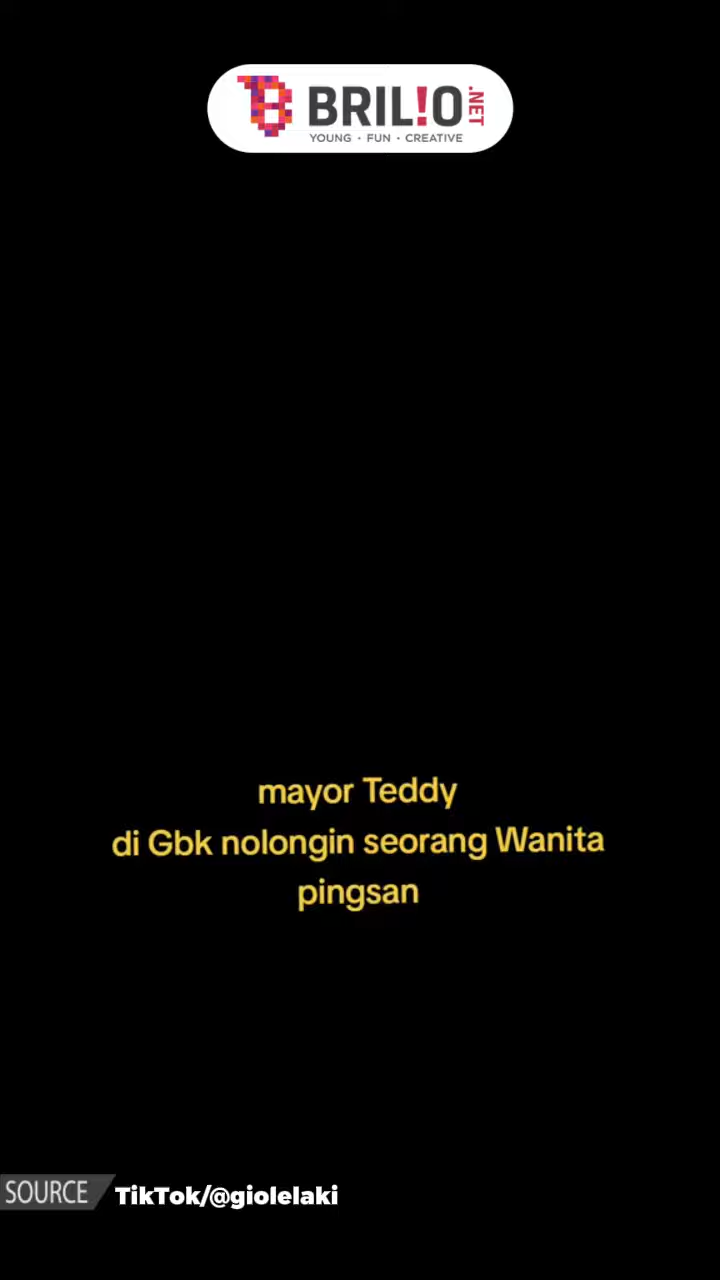 BRIL!O.NET
YOUNG · FUN · CREATIVE
mayor Teddy
di Gbk nolongin seorang Wanita
pingsan
SOURCE TikTok/@giolelaki